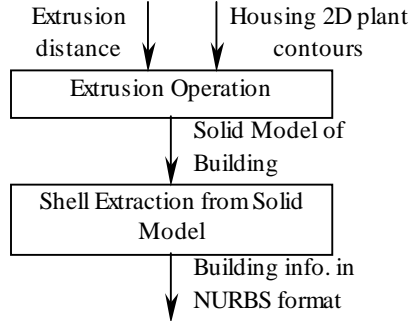 Extrusion distance
Housing 2D plant contours
Extrusion Operation
Solid Model of
Building
Shell Extraction from Solid
Model
Building info. in
NURBS format